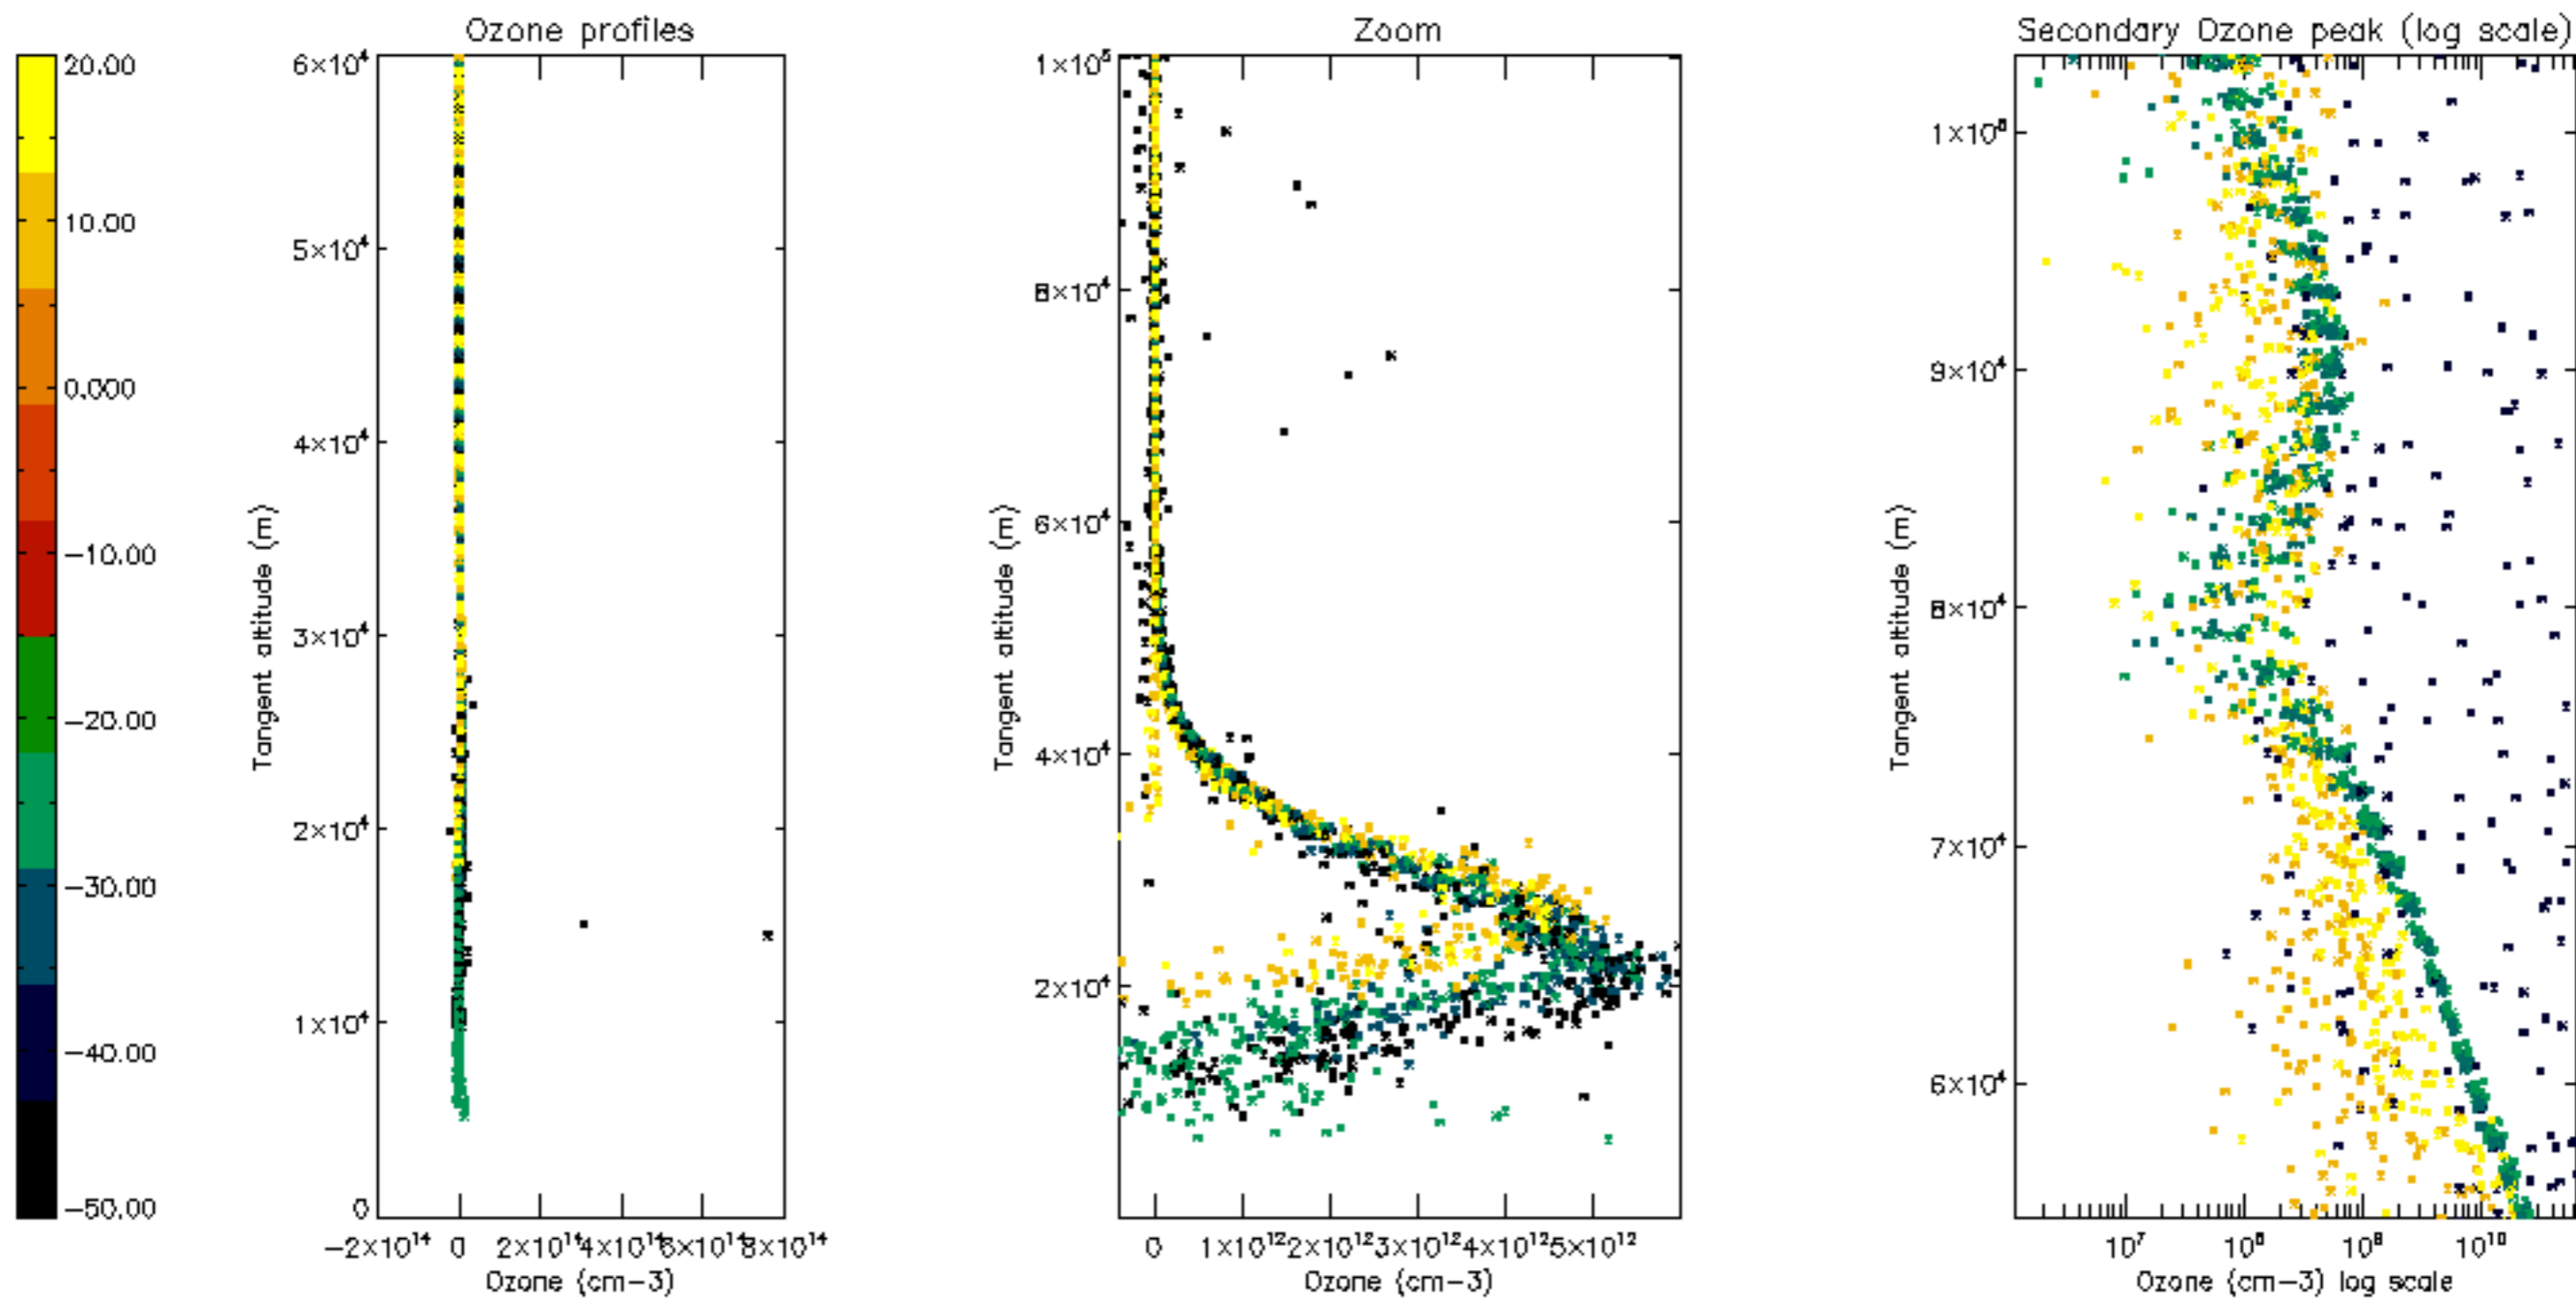 Ozone profiles
Zoom
Secondary Ozone peak (log scale)
20.00
10.00
0.000
−10.00
−20.00
−30.00
−40.00
−50.00
6×10⁴
5×10⁴
4×10⁴
3×10⁴
2×10⁴
1×10⁴
0
Tangent altitude (m)
−2×10¹⁴ 0 2×10¹⁴ 4×10¹⁴ 6×10¹⁴ 8×10¹⁴
Ozone (cm−3)
1×10⁵
8×10⁴
6×10⁴
4×10⁴
2×10⁴
Tangent altitude (m)
0 1×10¹² 2×10¹² 3×10¹² 4×10¹² 5×10¹²
Ozone (cm−3)
9×10⁴
8×10⁴
7×10⁴
6×10⁴
Tangent altitude (m)
10⁷ 10⁸ 10⁹ 10¹⁰
Ozone (cm−3) log scale